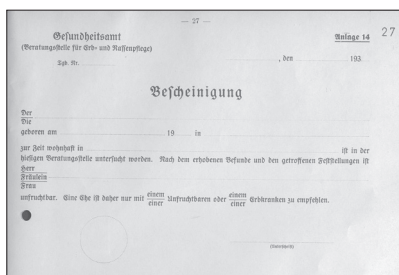 — 27 —
Gesundheitsamt
Anlage 14
27
(Beratungsstelle für Erb- und Rassenpflege)
Tgb. Nr.
, den 193
Bescheinigung
Der
Die
geboren am 19 in
zur Zeit wohnhaft in ist in der
hiesigen Beratungsstelle untersucht worden. Nach dem erhobenen Befunde und den getroffenen Feststellungen ist
Herr
Fräulein
Frau
unfruchtbar. Eine Ehe ist daher nur mit einem
einer Unfruchtbaren oder einem
einer Erbkranken zu empfehlen.
(Unterschrift)